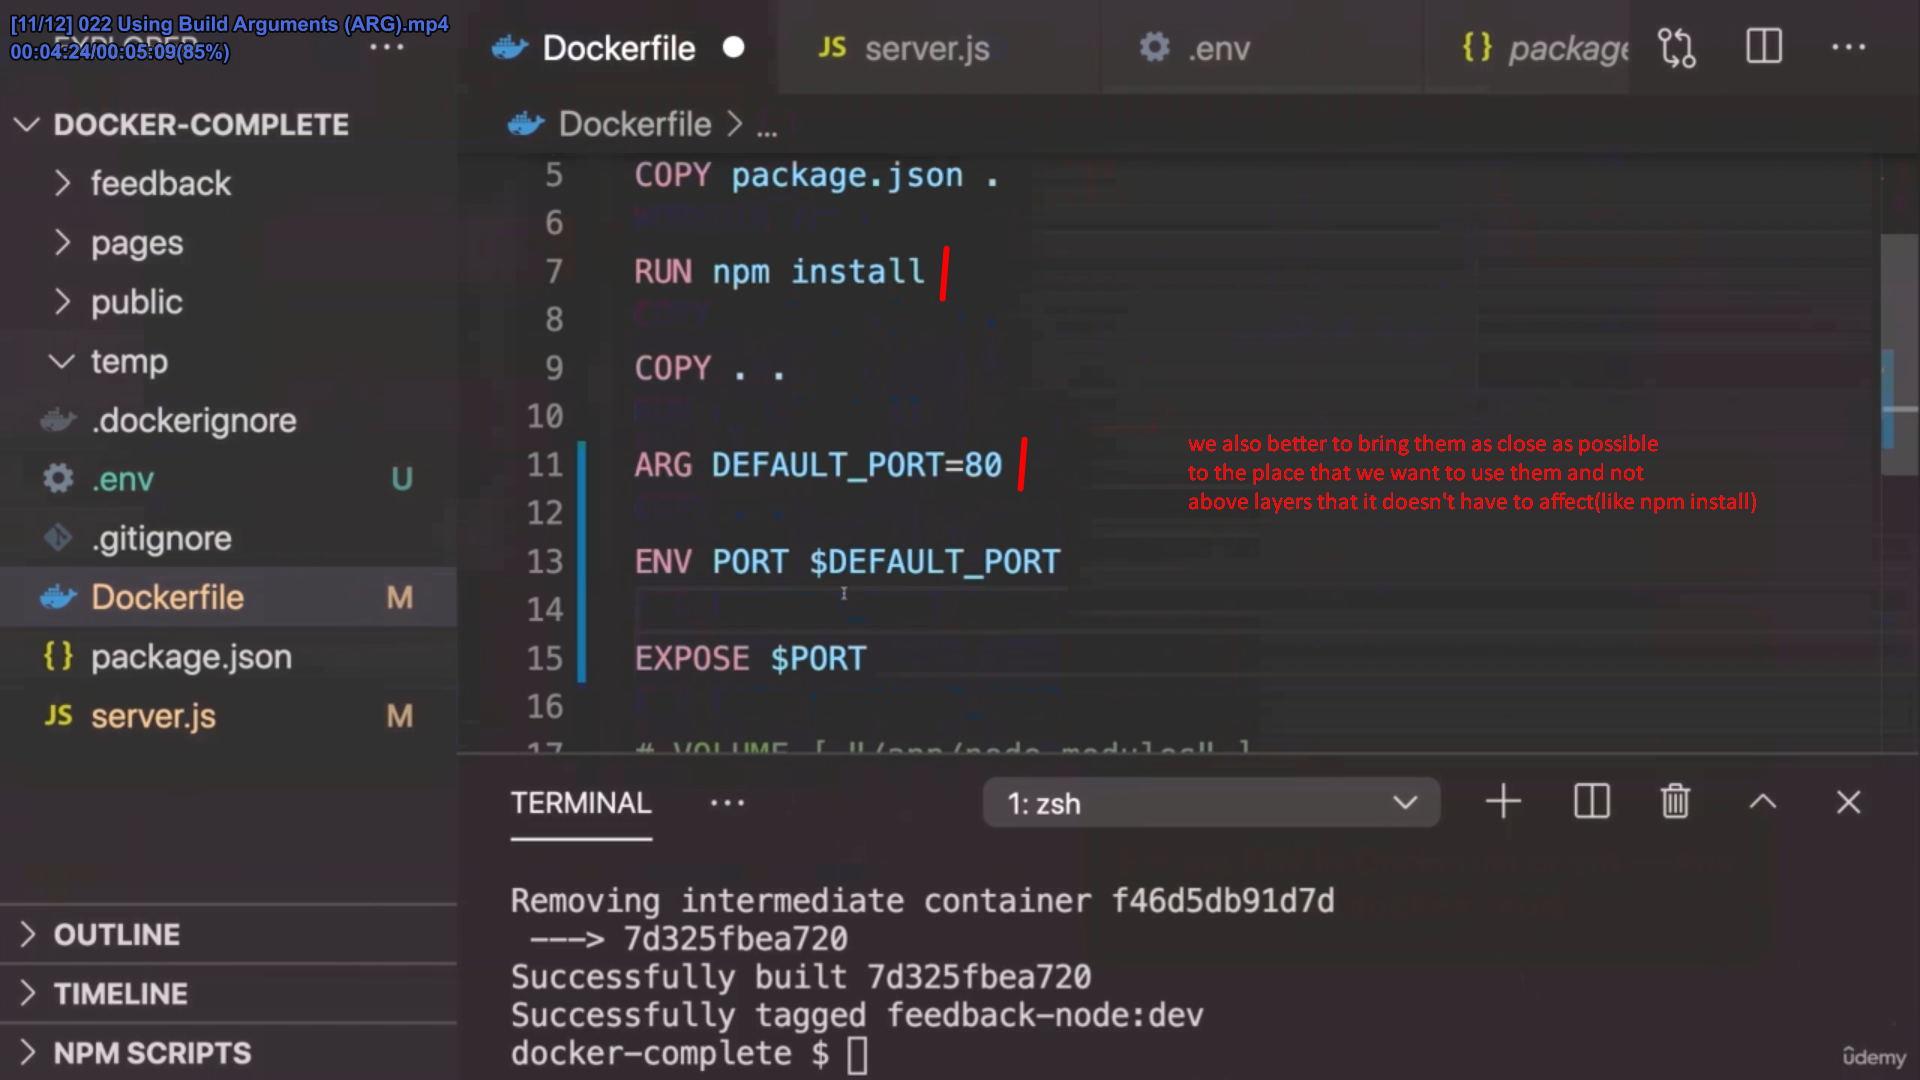 [11/12] 022 Using Build Arguments (ARG).mp4
00:04:24/00:05:09(85%)
EXPLORER
Dockerfile
JS server.js
.env
{} package
DOCKER-COMPLETE
feedback
pages
public
temp
.dockerignore
.env U
.gitignore
Dockerfile M
{} package.json
JS server.js M
OUTLINE
TIMELINE
NPM SCRIPTS
Dockerfile > ...
5 COPY package.json .
6
7 RUN npm install
8
9 COPY . .
10
11 ARG DEFAULT_PORT=80
12
13 ENV PORT $DEFAULT_PORT
14
15 EXPOSE $PORT
16
17 # VOLUME [ "/app/node_modules" ]
we also better to bring them as close as possible
to the place that we want to use them and not
above layers that it doesn't have to affect(like npm install)
TERMINAL
1: zsh
Removing intermediate container f46d5db91d7d
---> 7d325fbea720
Successfully built 7d325fbea720
Successfully tagged feedback-node:dev
docker-complete $
ûdemy